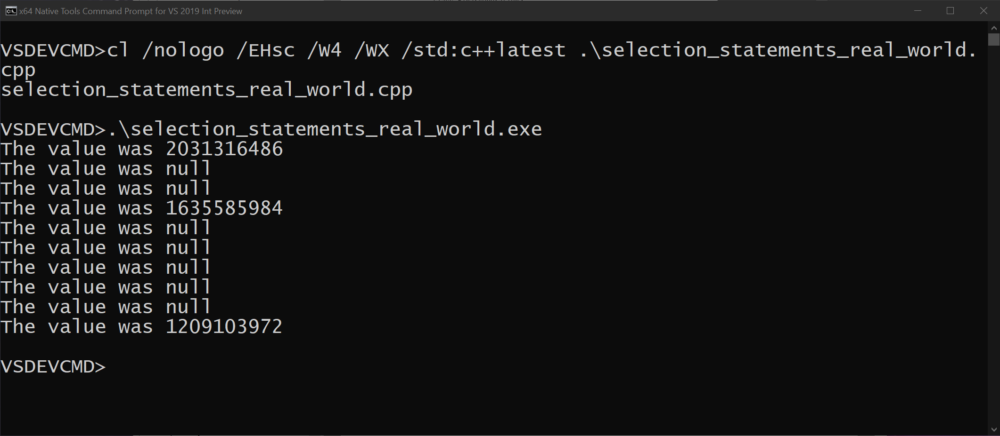 x64 Native Tools Command Prompt for VS 2019 Int Preview
VSDEVCMD>cl /nologo /EHsc /W4 /WX /std:c++latest .\selection_statements_real_world.
cpp
selection_statements_real_world.cpp
VSDEVCMD>.\selection_statements_real_world.exe
The value was 2031316486
The value was null
The value was null
The value was 1635585984
The value was null
The value was null
The value was null
The value was null
The value was null
The value was 1209103972
VSDEVCMD>